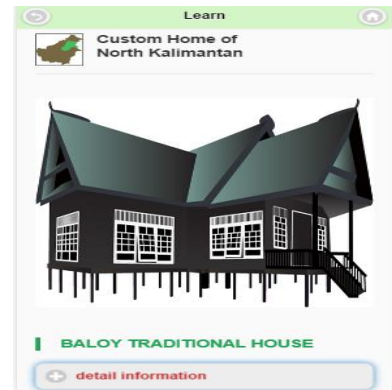 Learn
Custom Home of
North Kalimantan
BALOY TRADITIONAL HOUSE
detail information